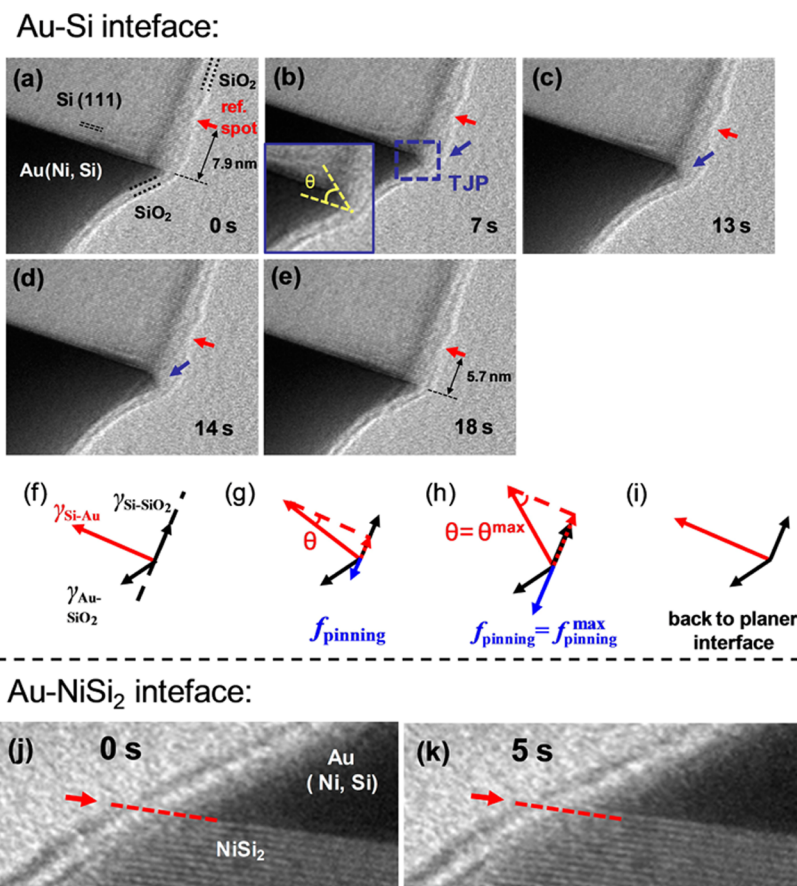 Au-Si inteface:
(a)
SiO2
Si (111)
ref.
spot
Au(Ni, Si)
7.9 nm
SiO2
0 s
(b)
θ
TJP
7 s
(c)
13 s
(d)
14 s
(e)
5.7 nm
18 s
(f)
γSi-SiO2
γSi-Au
γAu-
SiO2
(g)
θ
fpinning
(h)
θ= θmax
fpinning= fpinningmax
(i)
back to planer
interface
Au-NiSi2 inteface:
(j)
0 s
Au
( Ni, Si)
NiSi2
(k)
5 s